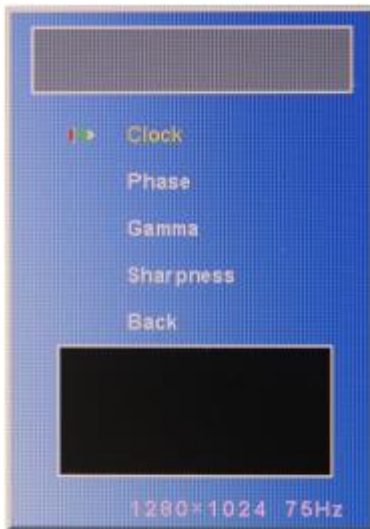 Clock
Phase
Gamma
Sharpness
Back
1280×1024 75Hz